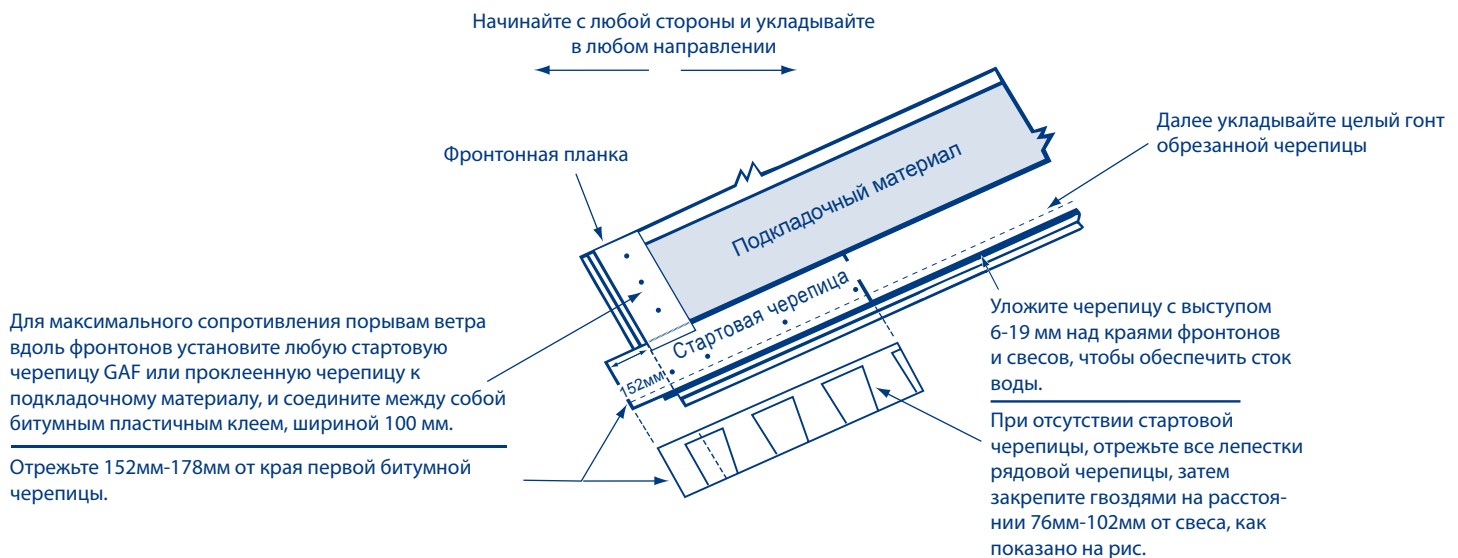 Начинайте с любой стороны и укладывайте
в любом направлении
Далее укладывайте целый гонт
обрезанной черепицы
Фронтонная планка
Подкладочный материал
Стартовая черепица
152мм
Для максимального сопротивления порывам ветра
вдоль фронтонов установите любую стартовую
черепицу GAF или проклеенную черепицу к
подкладочному материалу, и соедините между собой
битумным пластичным клеем, шириной 100 мм.
Отрежьте 152мм-178мм от края первой битумной
черепицы.
Уложите черепицу с выступом
6-19 мм над краями фронтонов
и свесов, чтобы обеспечить сток
воды.
При отсутствии стартовой
черепицы, отрежьте все лепестки
рядовой черепицы, затем
закрепите гвоздями на расстоя-
нии 76мм-102мм от свеса, как
показано на рис.